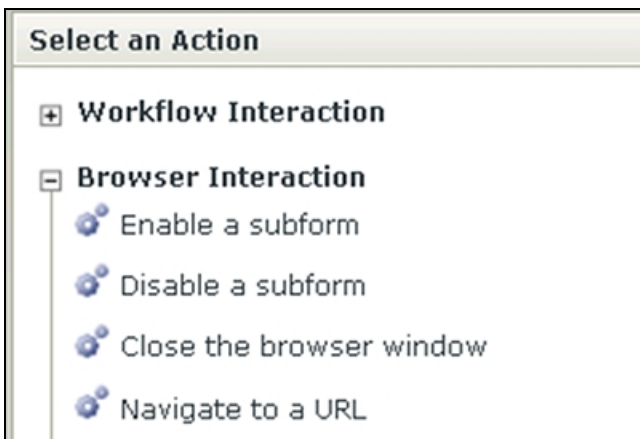 Select an Action
Workflow Interaction
Browser Interaction
Enable a subform
Disable a subform
Close the browser window
Navigate to a URL